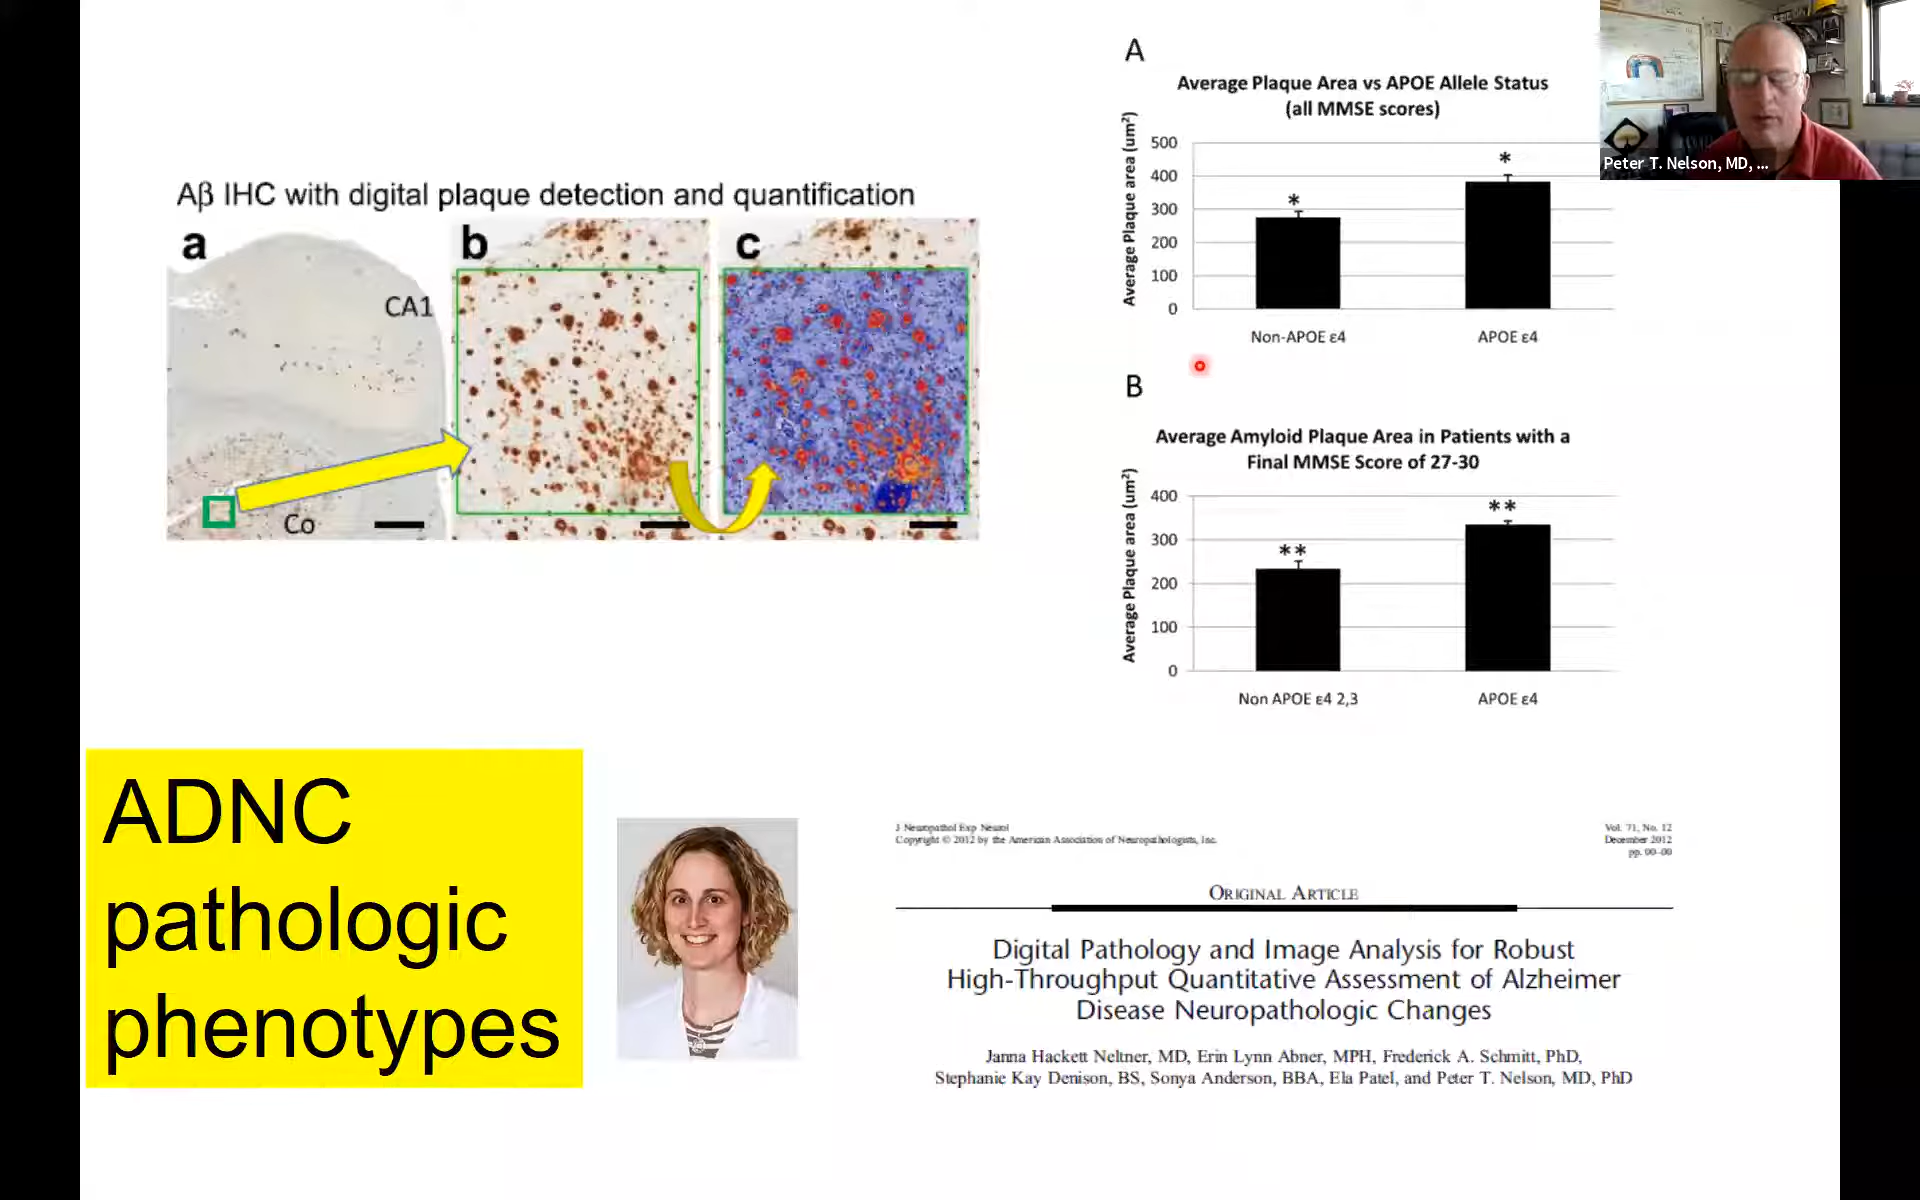 Aβ IHC with digital plaque detection and quantification
a
b
c
CA1
Co
A
Average Plaque Area vs APOE Allele Status
(all MMSE scores)
Average Plaque area (um²)
500
400
300
200
100
0
*
*
Non-APOE ε4
APOE ε4
Peter T. Nelson, MD, ...
B
Average Amyloid Plaque Area in Patients with a
Final MMSE Score of 27-30
Average Plaque area (um²)
400
300
200
100
0
**
**
Non APOE ε4 2,3
APOE ε4
ADNC
pathologic
phenotypes
J Neuropathol Exp Neurol
Copyright © 2012 by the American Association of Neuropathologists, Inc.
Vol. 71, No. 12
December 2012
pp. 00–00
ORIGINAL ARTICLE
Digital Pathology and Image Analysis for Robust
High-Throughput Quantitative Assessment of Alzheimer
Disease Neuropathologic Changes
Janna Hackett Neltner, MD, Erin Lynn Abner, MPH, Frederick A. Schmitt, PhD,
Stephanie Kay Denison, BS, Sonya Anderson, BBA, Ela Patel, and Peter T. Nelson, MD, PhD